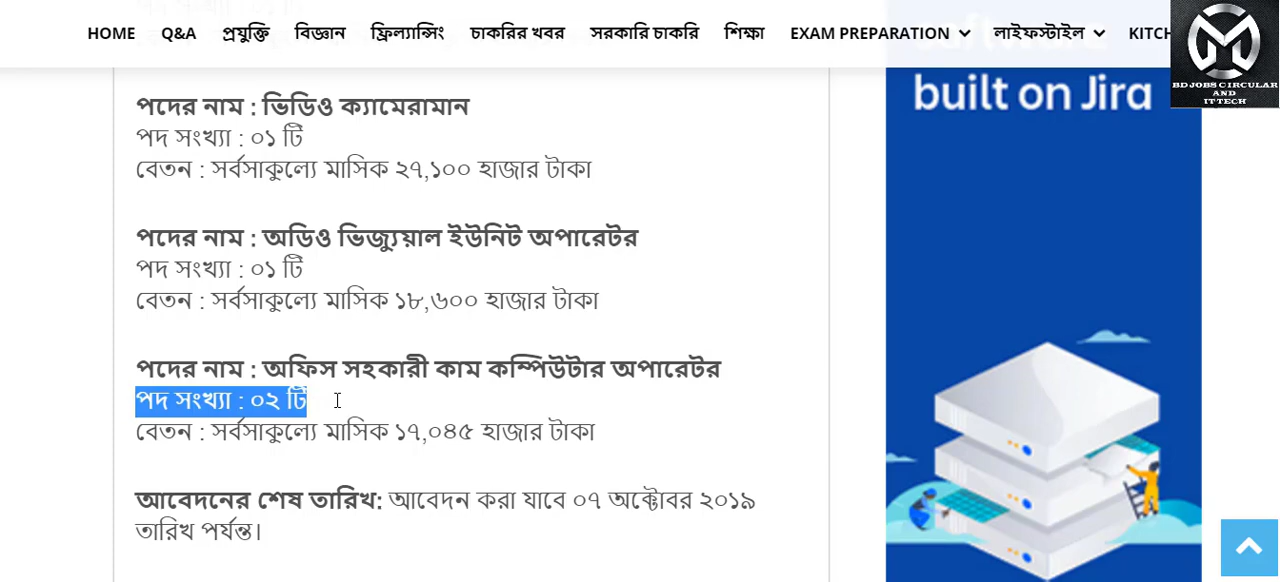 HOME Q&A প্রযুক্তি বিজ্ঞান ফ্রিল্যান্সিং চাকরির খবর সরকারি চাকরি শিক্ষা EXAM PREPARATION লাইফস্টাইল KITCH
BD JOBS CIRCULAR
AND
IT TECH
built on Jira
পদের নাম : ভিডিও ক্যামেরামান
পদ সংখ্যা : ০১ টি
বেতন : সর্বসাকুল্যে মাসিক ২৭,১০০ হাজার টাকা
পদের নাম : অডিও ভিজ্যুয়াল ইউনিট অপারেটর
পদ সংখ্যা : ০১ টি
বেতন : সর্বসাকুল্যে মাসিক ১৮,৬০০ হাজার টাকা
পদের নাম : অফিস সহকারী কাম কম্পিউটার অপারেটর
পদ সংখ্যা : ০২ টি
বেতন : সর্বসাকুল্যে মাসিক ১৭,০৪৫ হাজার টাকা
আবেদনের শেষ তারিখ: আবেদন করা যাবে ০৭ অক্টোবর ২০১৯
তারিখ পর্যন্ত।